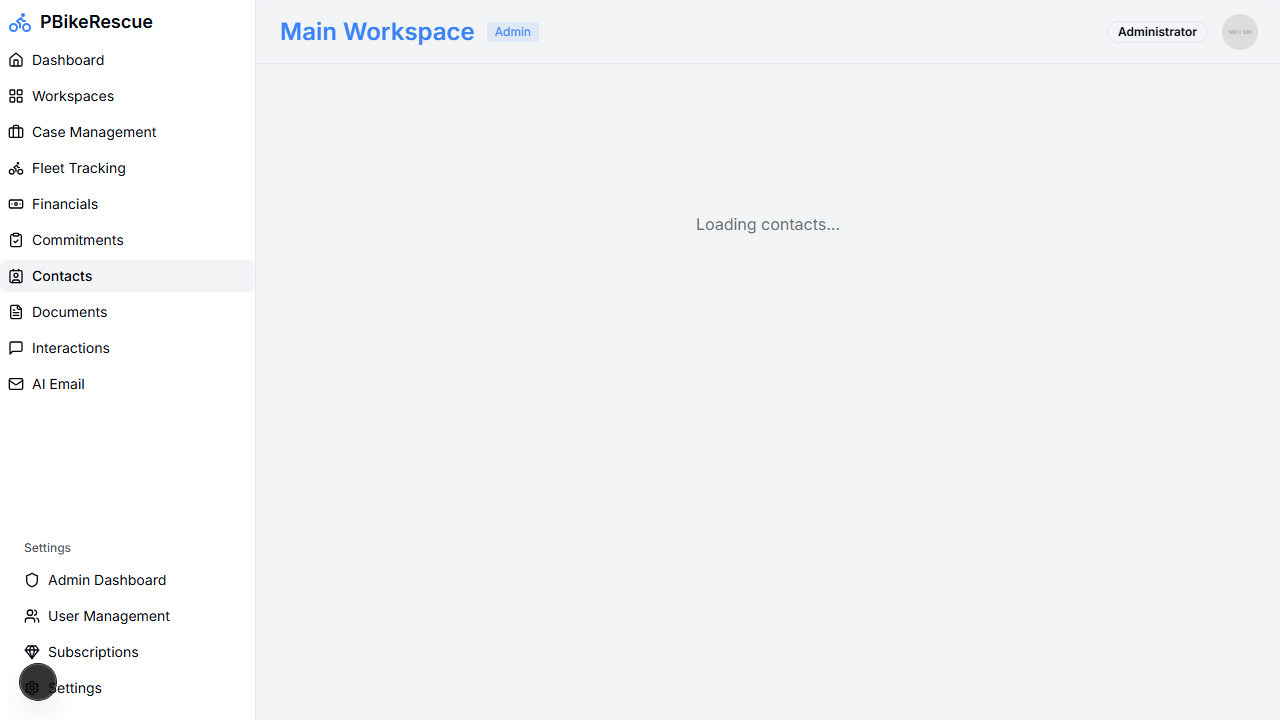 PBikeRescue
Dashboard
Workspaces
Case Management
Fleet Tracking
Financials
Commitments
Contacts
Documents
Interactions
AI Email
Settings
Admin Dashboard
User Management
Subscriptions
Settings
Main Workspace
Admin
Administrator
Loading contacts...